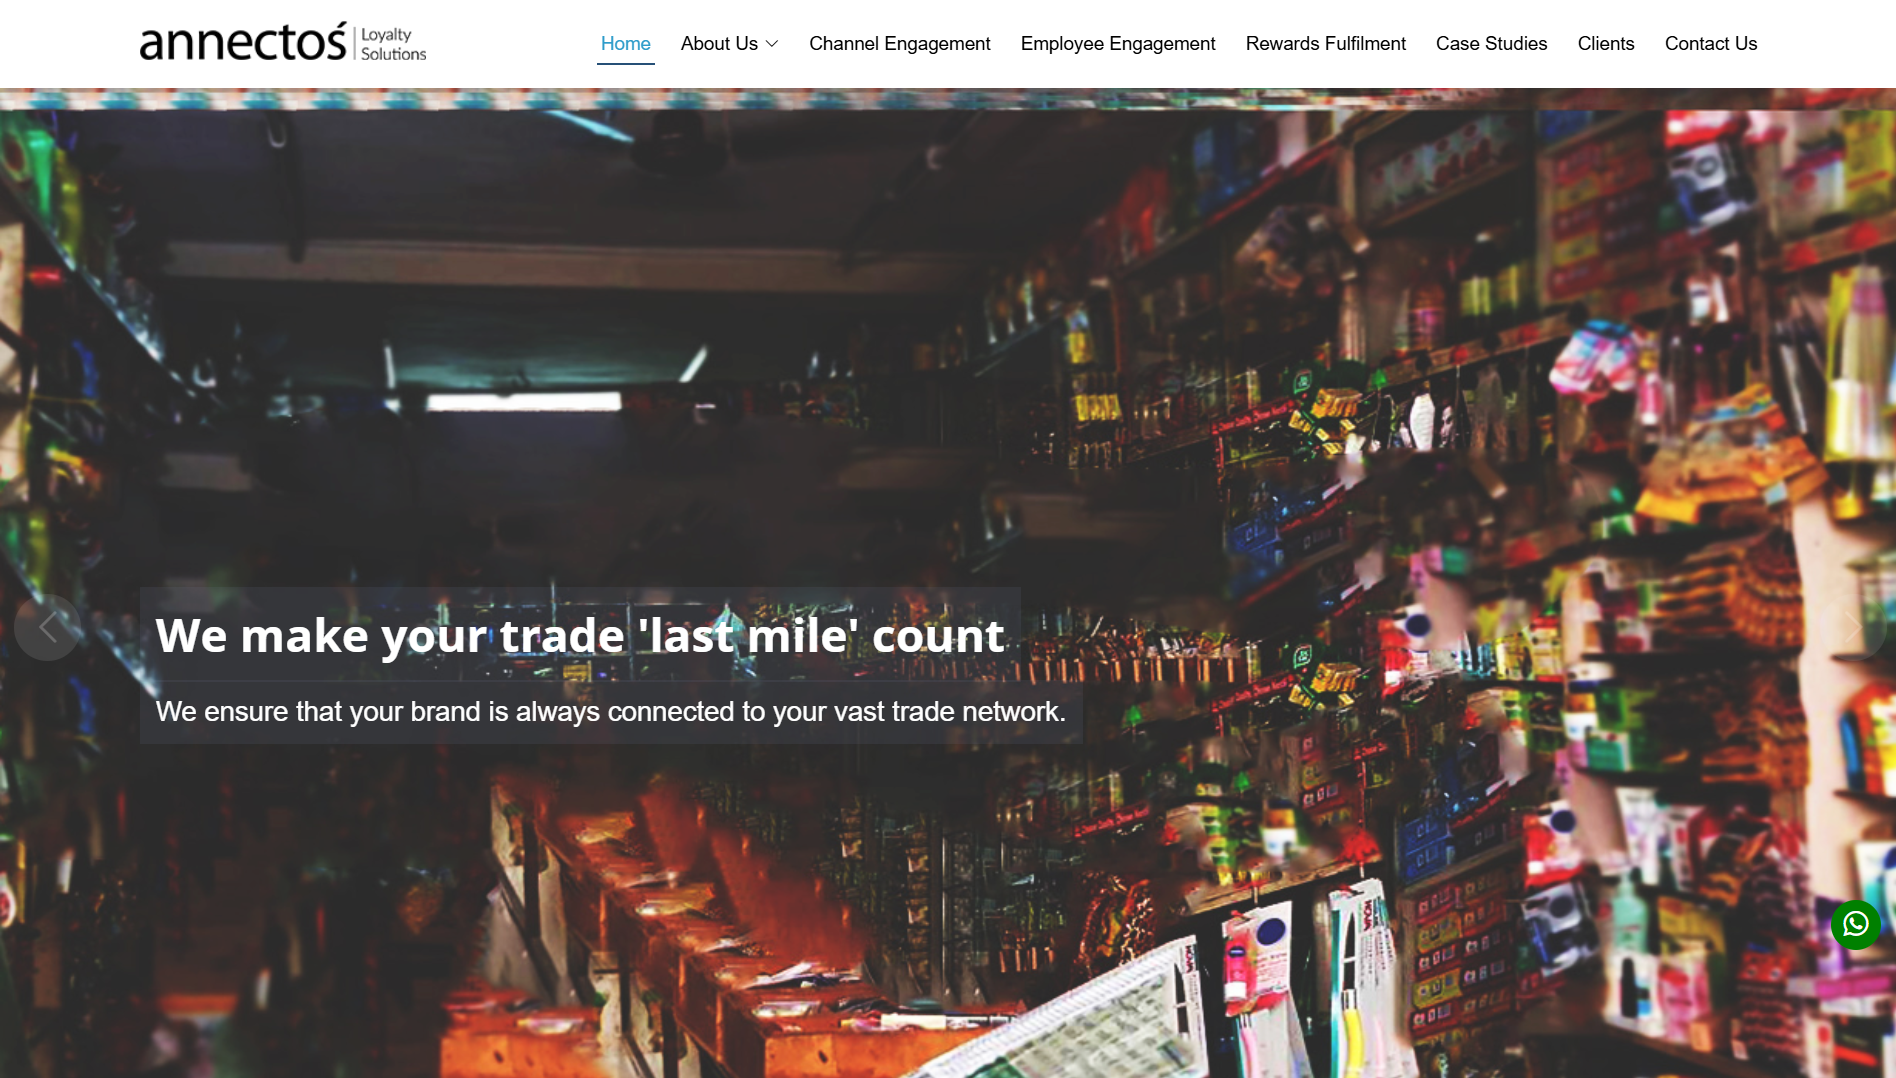 annectoś
Loyalty
Solutions
Home
About Us
Channel Engagement
Employee Engagement
Rewards Fulfilment
Case Studies
Clients
Contact Us
We make your trade 'last mile' count
We ensure that your brand is always connected to your vast trade network.